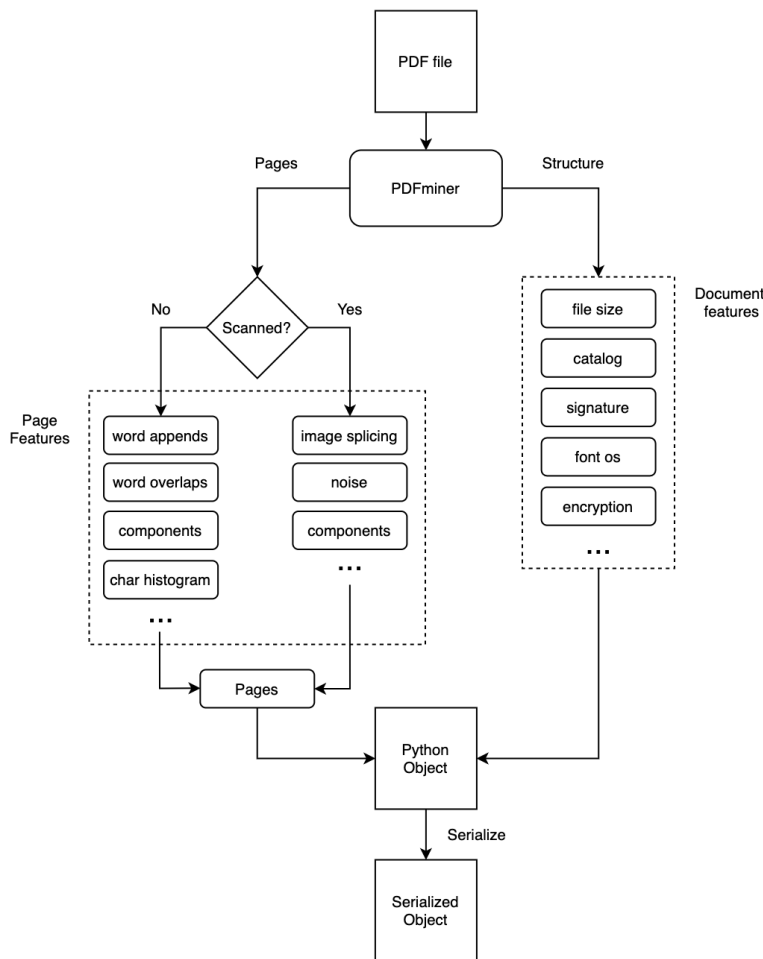 PDF file
PDFminer
Pages
Structure
Scanned?
No
Yes
Page
Features
word appends
word overlaps
components
char histogram
...
image splicing
noise
components
...
Document
features
file size
catalog
signature
font os
encryption
...
Pages
Python
Object
Serialize
Serialized
Object